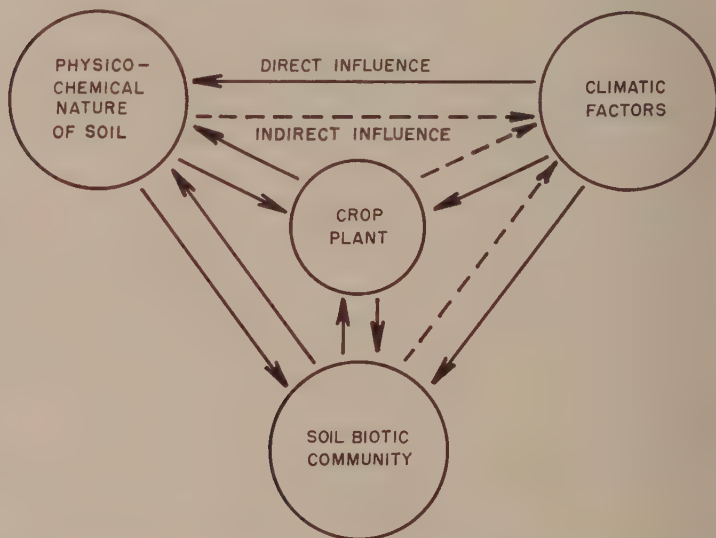 PHYSICO-
CHEMICAL
NATURE
OF SOIL
DIRECT INFLUENCE
INDIRECT INFLUENCE
CLIMATIC
FACTORS
CROP
PLANT
SOIL BIOTIC
COMMUNITY